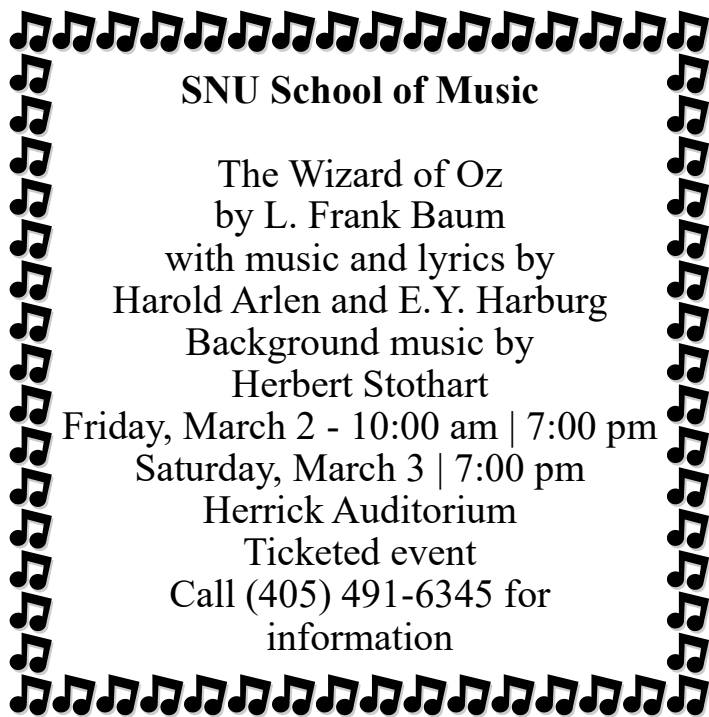 SNU School of Music
The Wizard of Oz
by L. Frank Baum
with music and lyrics by
Harold Arlen and E.Y. Harburg
Background music by
Herbert Stothart
Friday, March 2 - 10:00 am | 7:00 pm
Saturday, March 3 | 7:00 pm
Herrick Auditorium
Ticketed event
Call (405) 491-6345 for
information